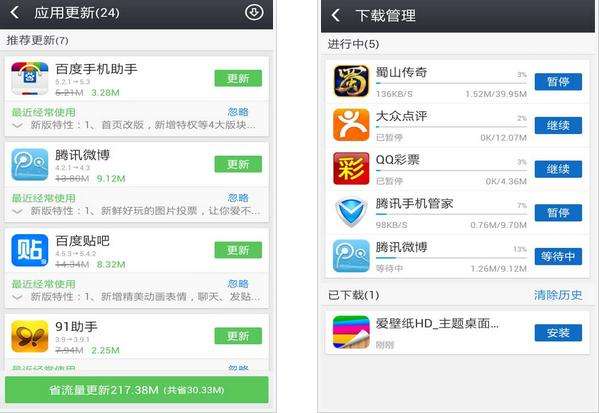 应用更新(24)
推荐更新(7)
百度手机助手
5.2.1→5.3
5.21M 3.28M
更新
最近经常使用
忽略
新版特性：1、首页改版，新增特权等4大版块...
腾讯微博
4.2.1→4.3
13.80M 9.12M
更新
最近经常使用
忽略
新版特性：1、新鲜好玩的图片投票，让你爱不...
百度贴吧
4.5.3→5.4.2
14.34M 8.32M
更新
最近经常使用
忽略
新版特性：1、新增精美动画表情，聊天、发贴...
91助手
3.9→3.9.1
7.94M 2.25M
更新
省流量更新217.38M (共省30.33M)
下载管理
进行中(5)
蜀山传奇
3%
136KB/S
1.52M/39.95M
暂停
大众点评
2%
已暂停
0K/12.07M
继续
QQ彩票
3%
已暂停
0K/4.36M
继续
腾讯手机管家
7%
98KB/S
0.76M/9.70M
暂停
腾讯微博
13%
等待中
1.26M/9.12M
等待中
已下载(1)
清除历史
爱壁纸HD_主题桌面...
刚刚
安装